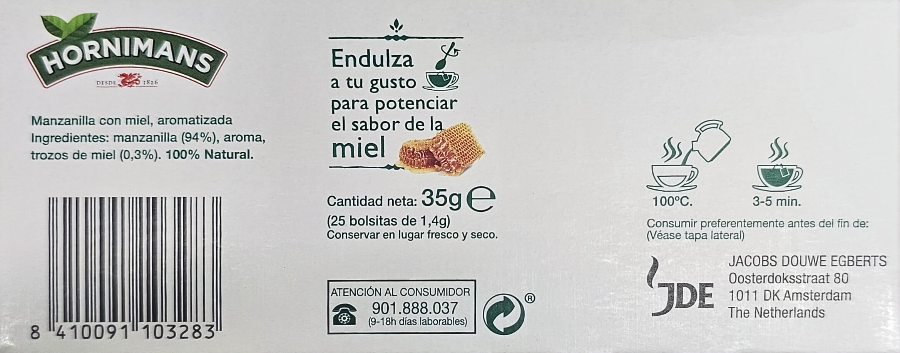 HORNIMANS
DESDE 1826
Manzanilla con miel, aromatizada
Ingredientes: manzanilla (94%), aroma,
trozos de miel (0,3%). 100% Natural.
8 410091 103283
Endulza
a tu gusto
para potenciar
el sabor de la
miel
Cantidad neta: 35g e
(25 bolsitas de 1,4g)
Conservar en lugar fresco y seco.
ATENCIÓN AL CONSUMIDOR
901.888.037
(9-18h días laborables)
®
100ºC.
3-5 min.
Consumir preferentemente antes del fin de:
(Véase tapa lateral)
JDE
JACOBS DOUWE EGBERTS
Oosterdoksstraat 80
1011 DK Amsterdam
The Netherlands